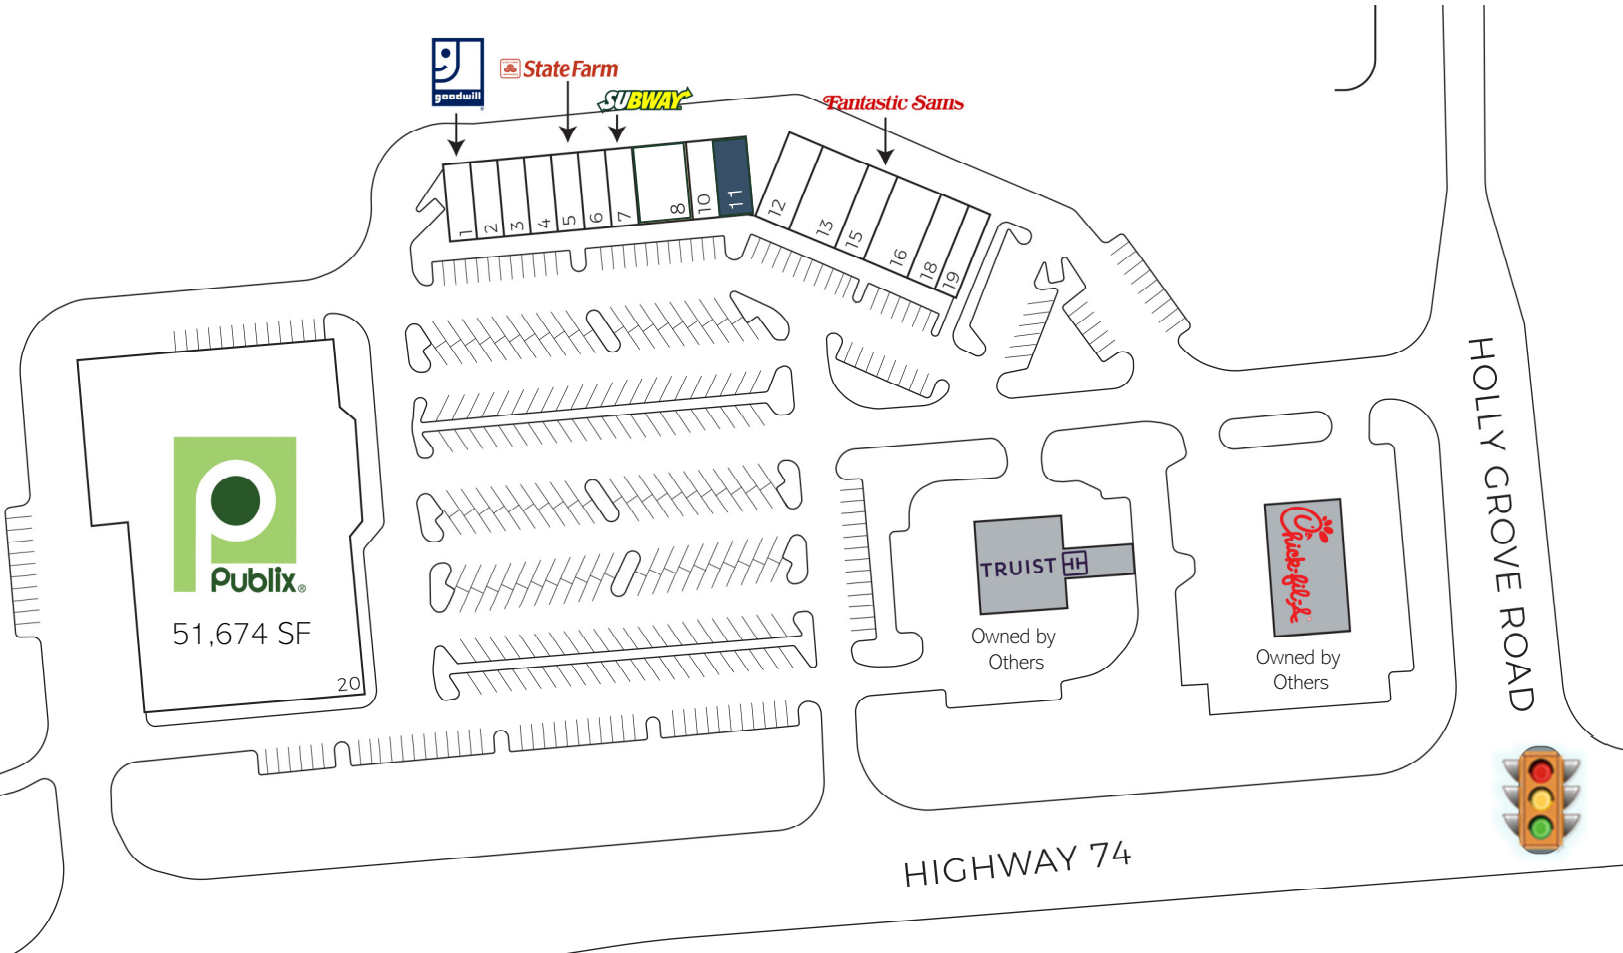 goodwill
State Farm
SUBWAY
Fantastic Sams
1
2
3
4
5
6
7
8
10
11
12
13
15
16
18
19
Publix
51,674 SF
20
TRUIST
Owned by
Others
Chick-fil-A
Owned by
Others
HOLLY GROVE ROAD
HIGHWAY 74